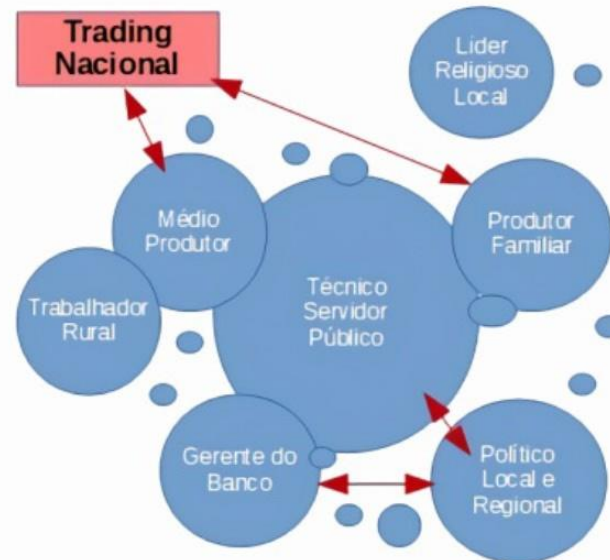 Trading
Nacional
Líder
Religioso
Local
Médio
Produtor
Produtor
Familiar
Trabalhador
Rural
Técnico
Servidor
Público
Gerente do
Banco
Político
Local e
Regional